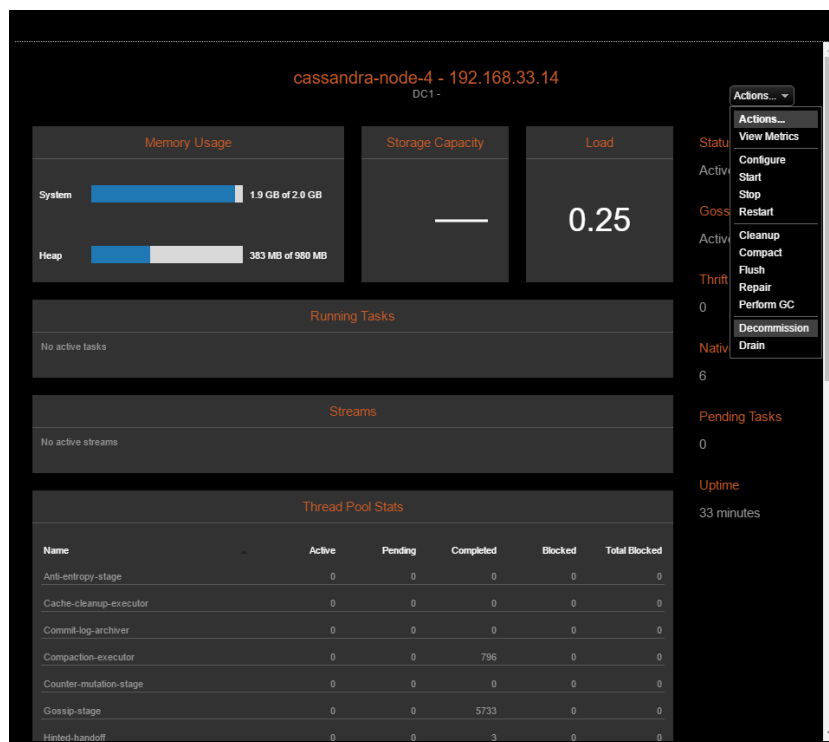 cassandra-node-4 - 192.168.33.14
DC1 -
Actions...
Actions...
View Metrics
Configure
Start
Stop
Restart
Cleanup
Compact
Flush
Repair
Perform GC
Decommission
Drain
Memory Usage
System 1.9 GB of 2.0 GB
Heap 383 MB of 980 MB
Storage Capacity
Load
0.25
Statu
Activ
Goss
Activ
Thrift
0
Nativ
6
Pending Tasks
0
Uptime
33 minutes
Running Tasks
No active tasks
Streams
No active streams
Thread Pool Stats
Name Active Pending Completed Blocked Total Blocked
Anti-entropy-stage 0 0 0 0 0
Cache-cleanup-executor 0 0 0 0 0
Commit-log-archiver 0 0 0 0 0
Compaction-executor 0 0 796 0 0
Counter-mutation-stage 0 0 0 0 0
Gossip-stage 0 0 5733 0 0
Hinted-handoff 0 0 3 0 0